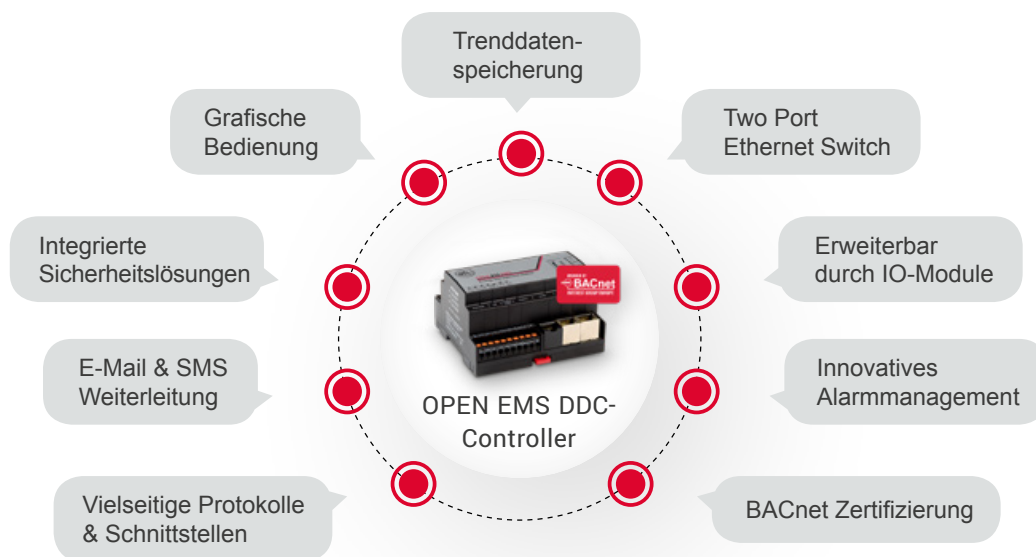 Trenddaten-
speicherung
Grafische
Bedienung
Two Port
Ethernet Switch
Integrierte
Sicherheitslösungen
Erweiterbar
durch IO-Module
BACnet
E-Mail & SMS
Weiterleitung
Innovatives
Alarmmanagement
OPEN EMS DDC-
Controller
Vielseitige Protokolle
& Schnittstellen
BACnet Zertifizierung